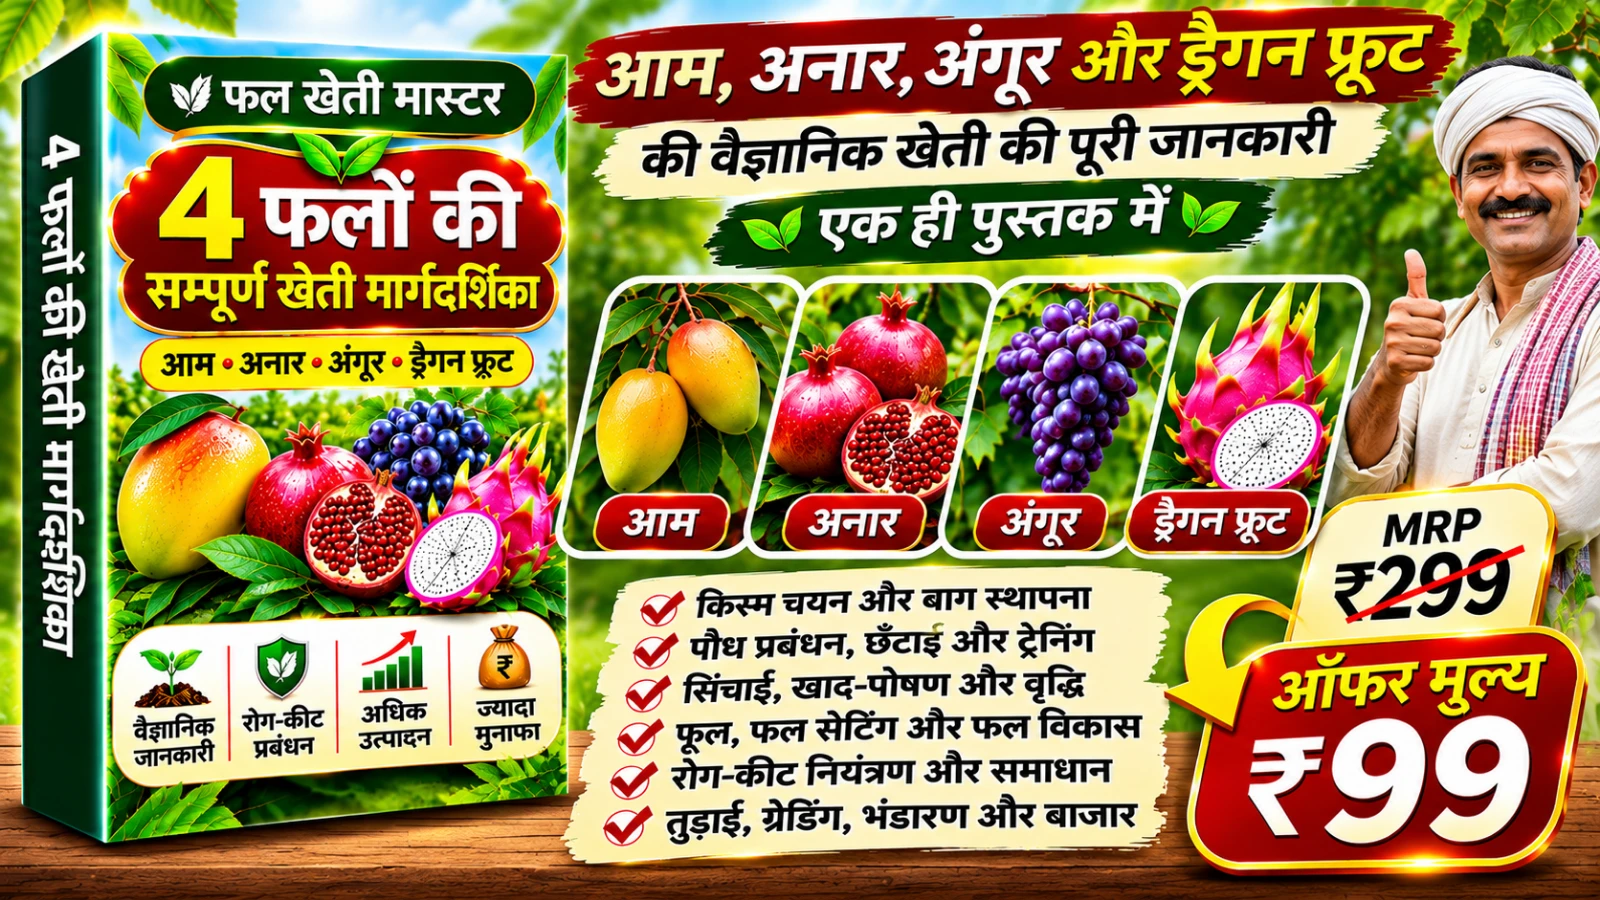 4 फलों की खेती मार्गदर्शिका
फल खेती मास्टर
4 फलों की
सम्पूर्ण खेती मार्गदर्शिका
आम • अनार • अंगूर • ड्रैगन फ्रूट
वैज्ञानिक
जानकारी
रोग-कीट
प्रबंधन
अधिक
उत्पादन
₹
ज्यादा
मुनाफा
आम, अनार, अंगूर और ड्रैगन फ्रूट
की वैज्ञानिक खेती की पूरी जानकारी
एक ही पुस्तक में
आम
अनार
अंगूर
ड्रैगन फ्रूट
किस्म चयन और बाग स्थापना
पौध प्रबंधन, छँटाई और ट्रेनिंग
सिंचाई, खाद-पोषण और वृद्धि
फूल, फल सेटिंग और फल विकास
रोग-कीट नियंत्रण और समाधान
तुड़ाई, ग्रेडिंग, भंडारण और बाजार
MRP
₹299
ऑफर मुल्य
₹99